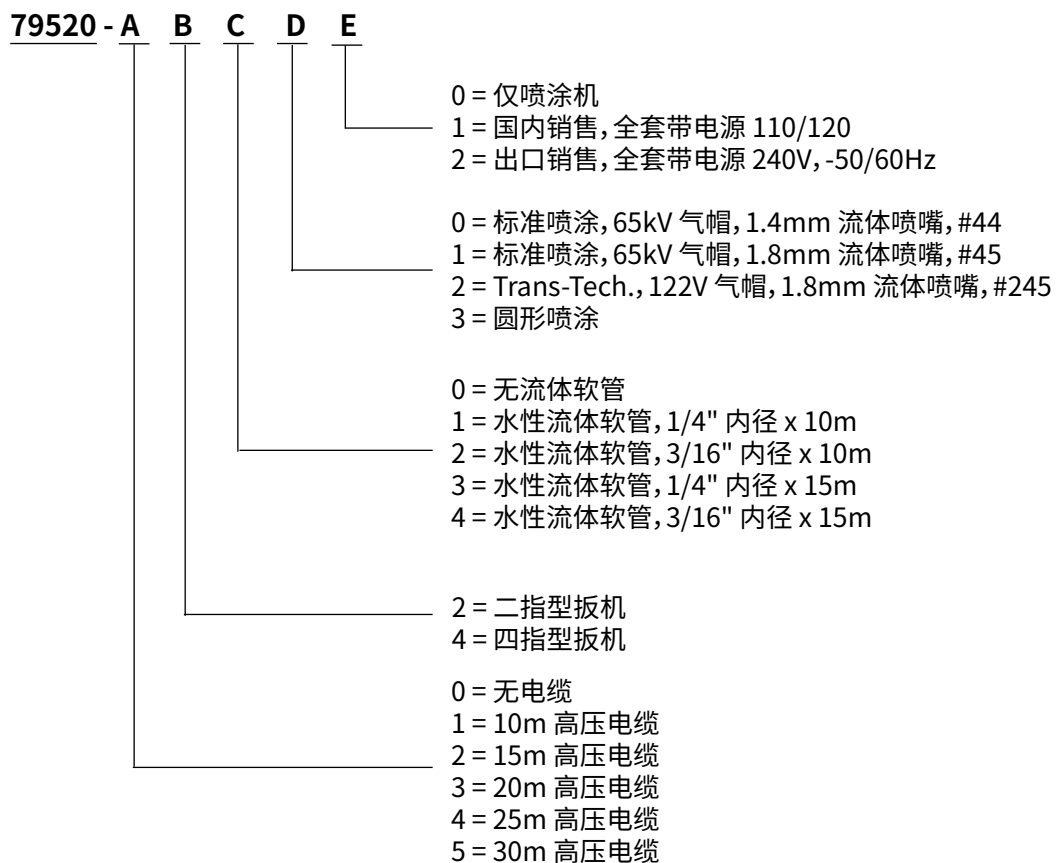 79520 - A B C D E
0 = 仅喷涂机
1 = 国内销售，全套带电源 110/120
2 = 出口销售，全套带电源 240V，-50/60Hz
0 = 标准喷涂，65kV 气帽，1.4mm 流体喷嘴，#44
1 = 标准喷涂，65kV 气帽，1.8mm 流体喷嘴，#45
2 = Trans-Tech.，122V 气帽，1.8mm 流体喷嘴，#245
3 = 圆形喷涂
0 = 无流体软管
1 = 水性流体软管，1/4" 内径 x 10m
2 = 水性流体软管，3/16" 内径 x 10m
3 = 水性流体软管，1/4" 内径 x 15m
4 = 水性流体软管，3/16" 内径 x 15m
2 = 二指型扳机
4 = 四指型扳机
0 = 无电缆
1 = 10m 高压电缆
2 = 15m 高压电缆
3 = 20m 高压电缆
4 = 25m 高压电缆
5 = 30m 高压电缆